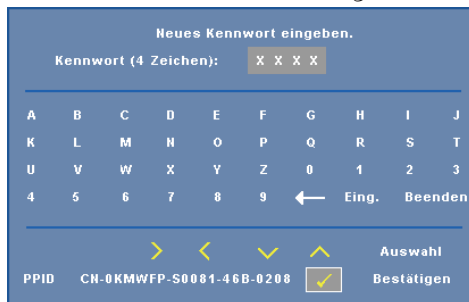 Neues Kennwort eingeben.
Kennwort (4 Zeichen): X X X X
A B C D E F G H I J
K L M N O P Q R S T
U V W X Y Z 0 1 2 3
4 5 6 7 8 9 ← Eing. Beenden
Auswahl
PPID CN-0KMWFP-S0081-46B-0208 Bestätigen